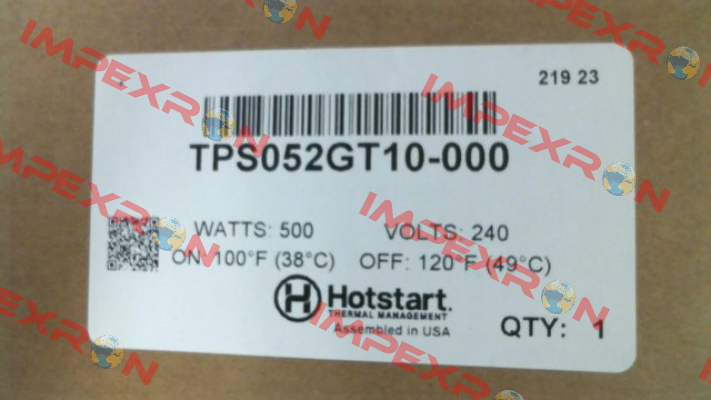 219 23
TPS052GT10-000
WATTS: 500 VOLTS: 240
ON: 100°F (38°C) OFF: 120°F (49°C)
H Hotstart.
THERMAL MANAGEMENT
Assembled in USA
QTY: 1
IMPEXRON
IMPEXRON
IMPEXRON
IMPEXRON
IMPEXRON